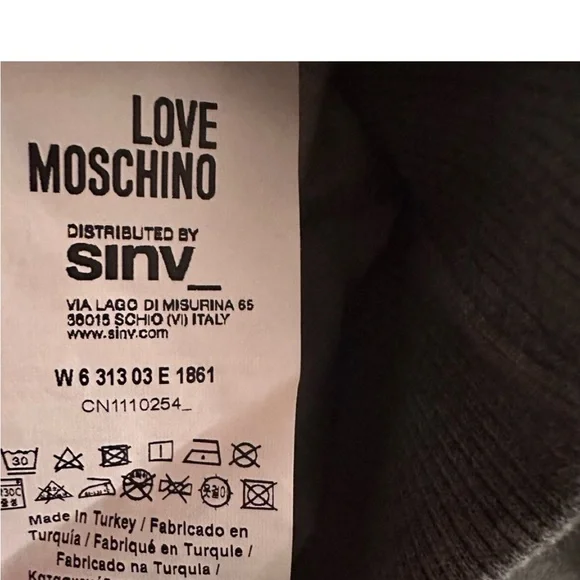 LOVE
MOSCHINO
DISTRIBUTED BY
sinv_
VIA LAGO DI MISURINA 65
36015 SCHIO (VI) ITALY
www.sinv.com
W 6 313 03 E 1861
CN1110254_
30
Made in Turkey / Fabricado en
Turquía / Fabriqué en Turquie /
Fabricado na Turquia /